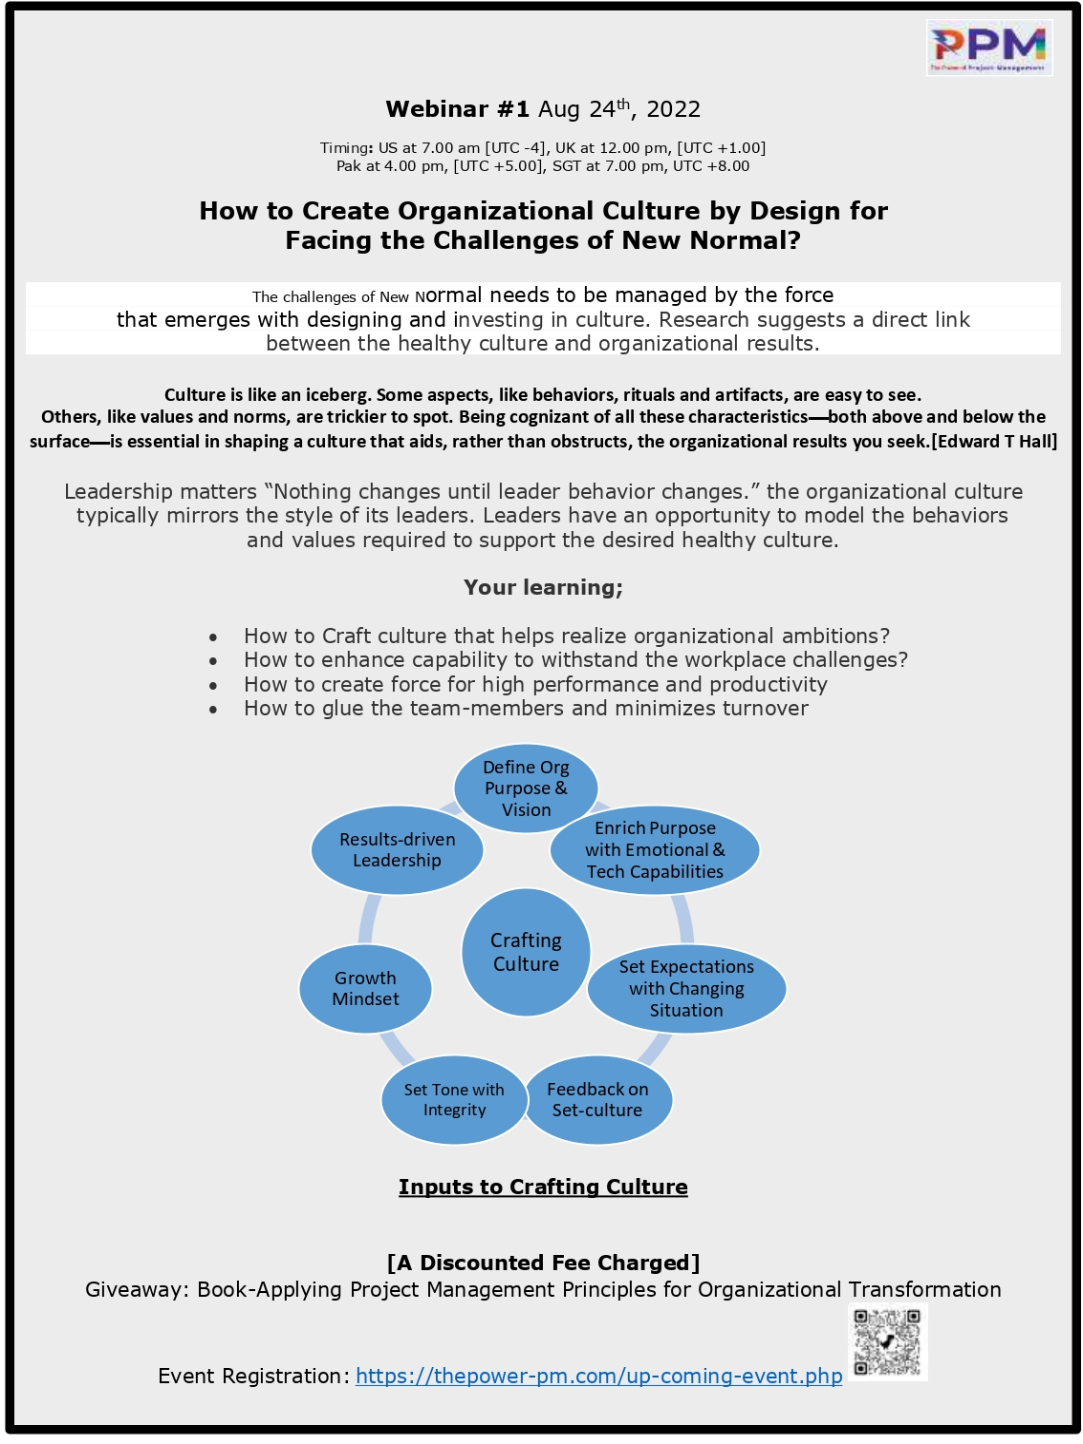 PPM
The Power of Project Management
Webinar #1 Aug 24th, 2022
Timing: US at 7.00 am [UTC -4], UK at 12.00 pm, [UTC +1.00]
Pak at 4.00 pm, [UTC +5.00], SGT at 7.00 pm, UTC +8.00
How to Create Organizational Culture by Design for
Facing the Challenges of New Normal?
The challenges of New Normal needs to be managed by the force
that emerges with designing and investing in culture. Research suggests a direct link
between the healthy culture and organizational results.
Culture is like an iceberg. Some aspects, like behaviors, rituals and artifacts, are easy to see.
Others, like values and norms, are trickier to spot. Being cognizant of all these characteristics—both above and below the
surface—is essential in shaping a culture that aids, rather than obstructs, the organizational results you seek.[Edward T Hall]
Leadership matters “Nothing changes until leader behavior changes.” the organizational culture
typically mirrors the style of its leaders. Leaders have an opportunity to model the behaviors
and values required to support the desired healthy culture.
Your learning;
• How to Craft culture that helps realize organizational ambitions?
• How to enhance capability to withstand the workplace challenges?
• How to create force for high performance and productivity
• How to glue the team-members and minimizes turnover
Define Org
Purpose &
Vision
Enrich Purpose
with Emotional &
Tech Capabilities
Set Expectations
with Changing
Situation
Feedback on
Set-culture
Set Tone with
Integrity
Growth
Mindset
Results-driven
Leadership
Crafting
Culture
Inputs to Crafting Culture
[A Discounted Fee Charged]
Giveaway: Book-Applying Project Management Principles for Organizational Transformation
Event Registration: https://thepower-pm.com/up-coming-event.php